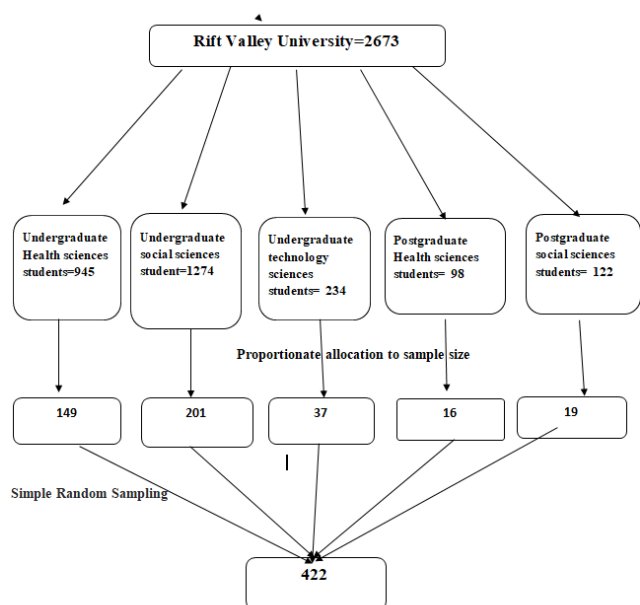 Rift Valley University=2673
Undergraduate
Health sciences
students=945
Undergraduate
social sciences
student=1274
Undergraduate
technology
sciences
students= 234
Postgraduate
Health sciences
students= 98
Postgraduate
social sciences
students= 122
Proportionate allocation to sample size
149
201
37
16
19
Simple Random Sampling
422